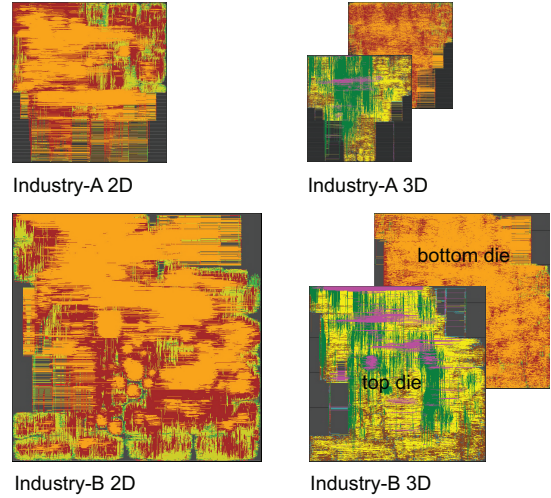 Industry-A 2D
Industry-A 3D
bottom die
top die
Industry-B 2D
Industry-B 3D